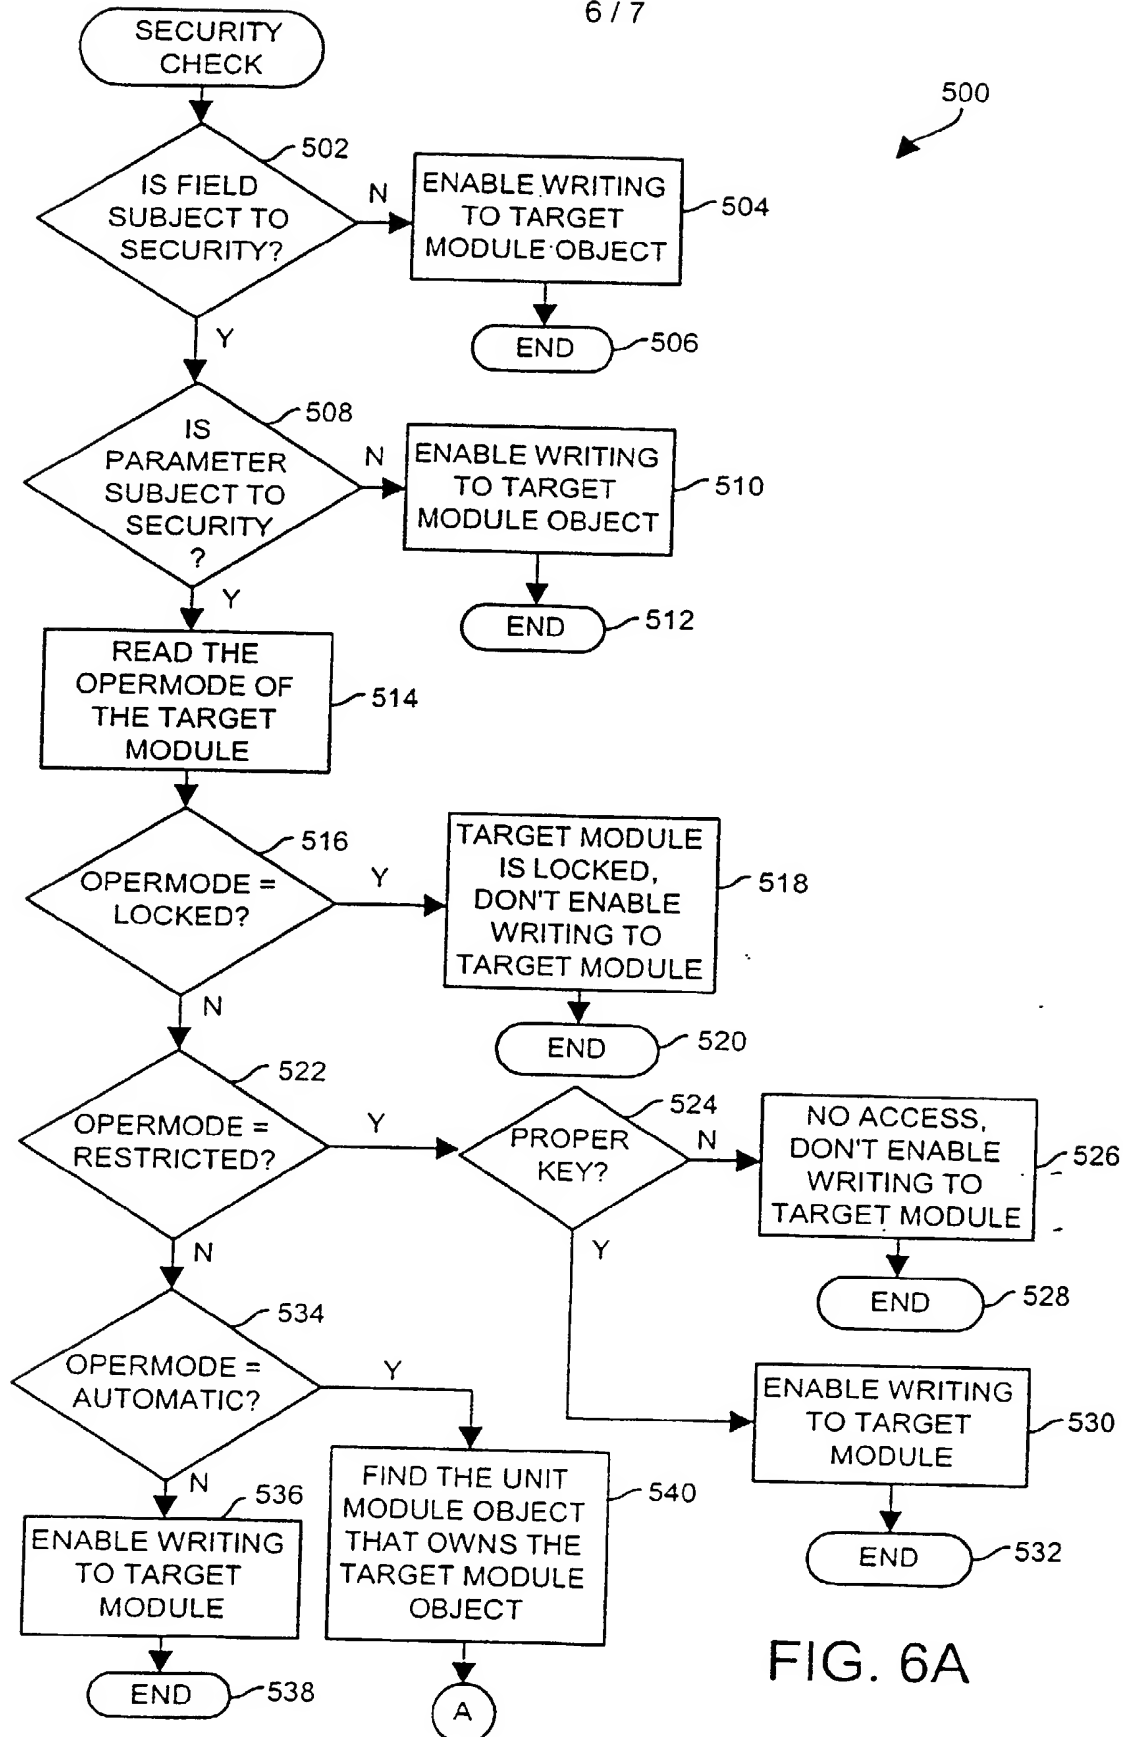 6 / 7
SECURITY
CHECK
500
502
IS FIELD
SUBJECT TO
SECURITY?
N
ENABLE WRITING
TO TARGET
MODULE OBJECT
504
END
506
Y
508
IS
PARAMETER
SUBJECT TO
SECURITY
?
N
ENABLE WRITING
TO TARGET
MODULE OBJECT
510
END
512
Y
READ THE
OPERMODE OF
THE TARGET
MODULE
514
516
OPERMODE =
LOCKED?
Y
TARGET MODULE
IS LOCKED,
DON'T ENABLE
WRITING TO
TARGET MODULE
518
END
520
N
522
OPERMODE =
RESTRICTED?
Y
524
PROPER
KEY?
N
NO ACCESS,
DON'T ENABLE
WRITING TO
TARGET MODULE
526
END
528
Y
ENABLE WRITING
TO TARGET
MODULE
530
END
532
N
534
OPERMODE =
AUTOMATIC?
Y
N
536
ENABLE WRITING
TO TARGET
MODULE
END
538
FIND THE UNIT
MODULE OBJECT
THAT OWNS THE
TARGET MODULE
OBJECT
540
A
FIG. 6A